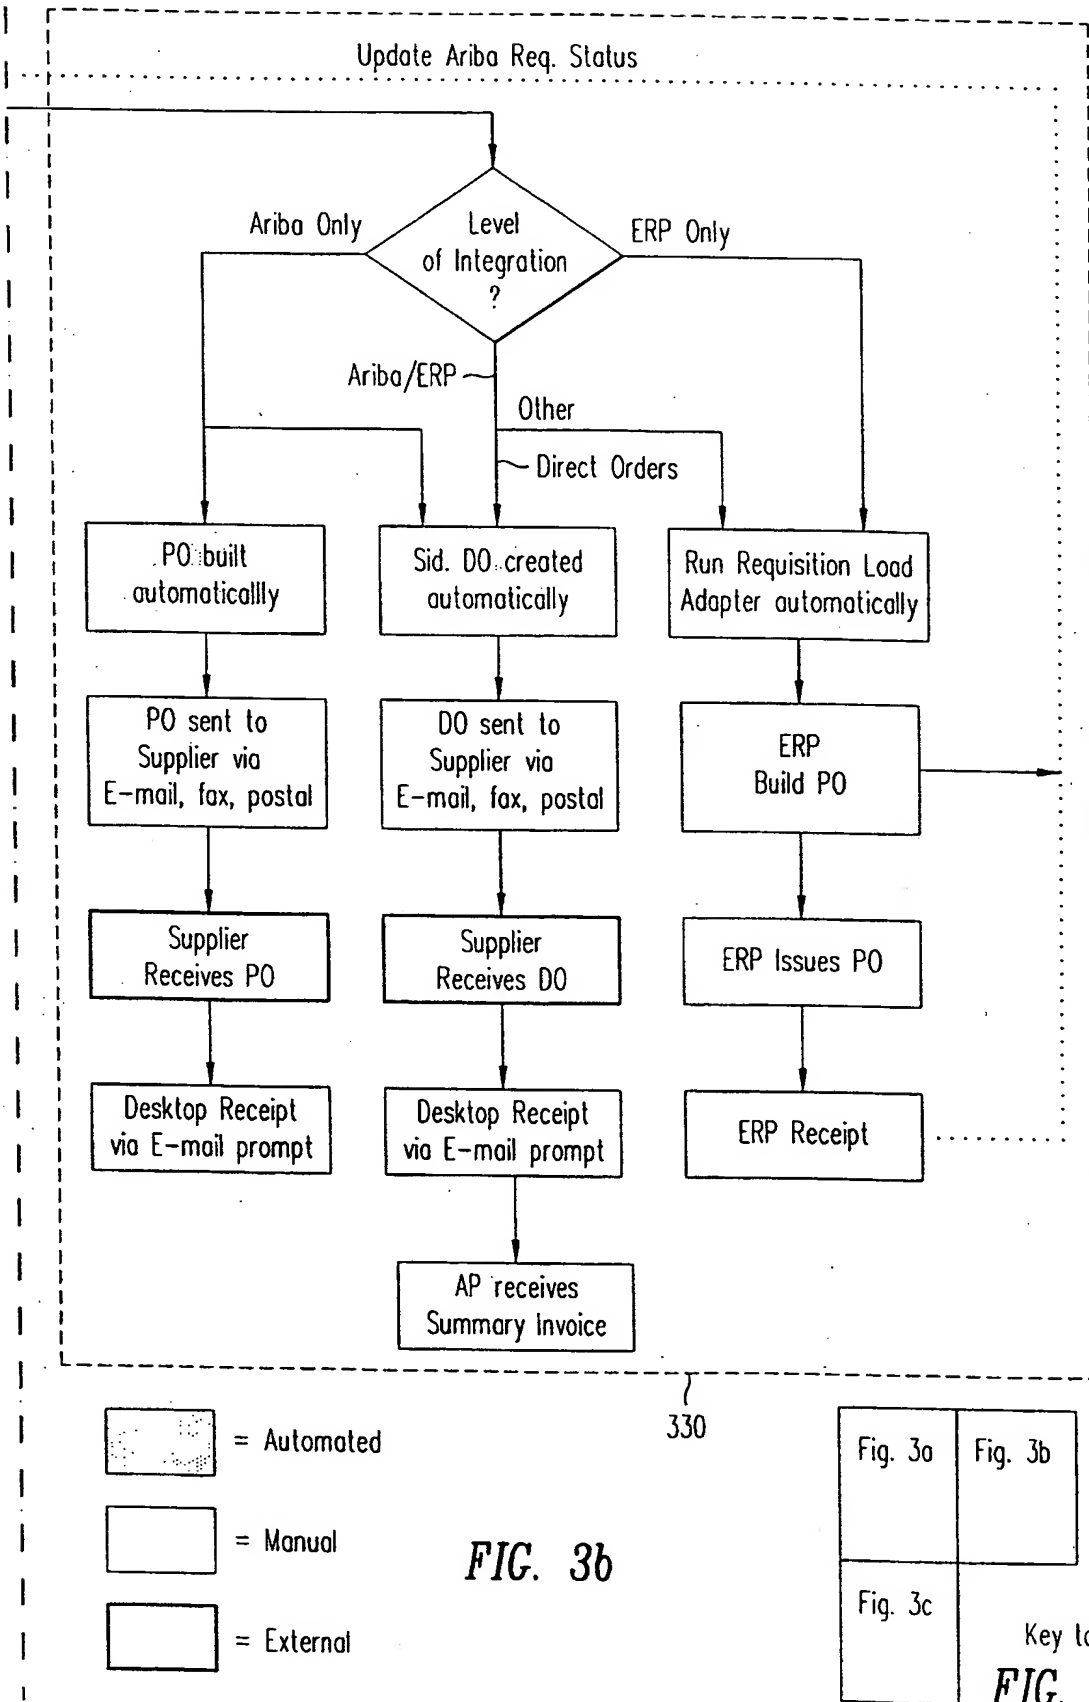 Update Ariba Req. Status
Ariba Only
Level
of Integration
?
ERP Only
Ariba/ERP
Other
Direct Orders
PO built
automaticallly
Sid. DO created
automatically
Run Requisition Load
Adapter automatically
PO sent to
Supplier via
E-mail, fax, postal
DO sent to
Supplier via
E-mail, fax, postal
ERP
Build PO
Supplier
Receives PO
Supplier
Receives DO
ERP Issues PO
Desktop Receipt
via E-mail prompt
Desktop Receipt
via E-mail prompt
ERP Receipt
AP receives
Summary Invoice
330
= Automated
= Manual
= External
FIG. 3b
Fig. 3a
Fig. 3b
Fig. 3c
Key to
FIG.